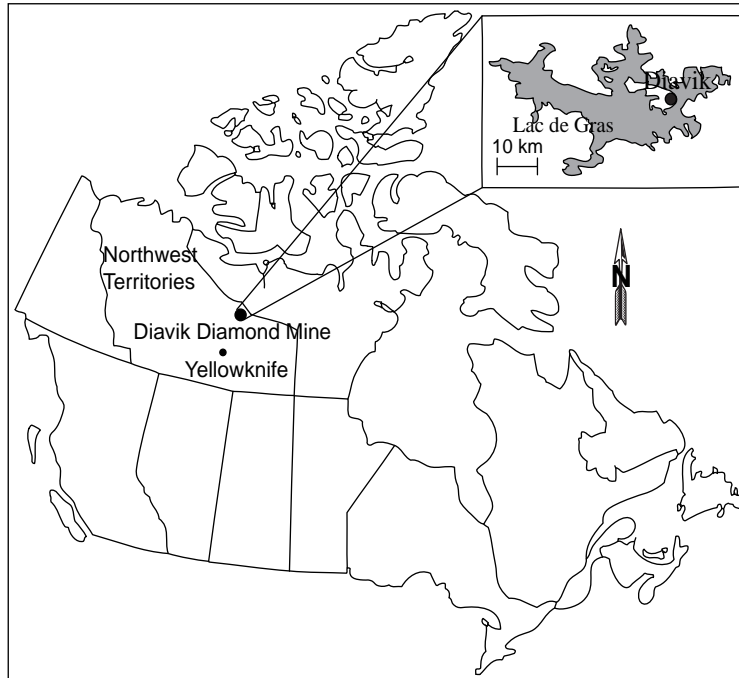 Diavik
Lac de Gras
10 km
Northwest
Territories
N
Diavik Diamond Mine
Yellowknife